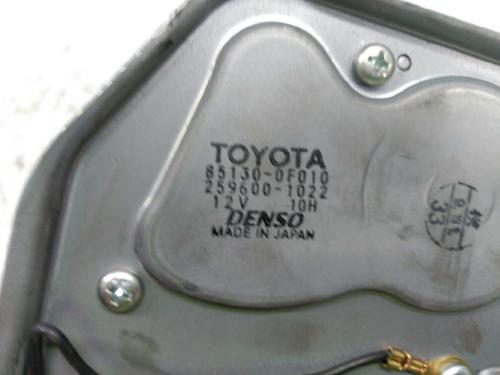 TOYOTA
85130-0F010
259600-1022
12V 10H
DENSO
MADE IN JAPAN